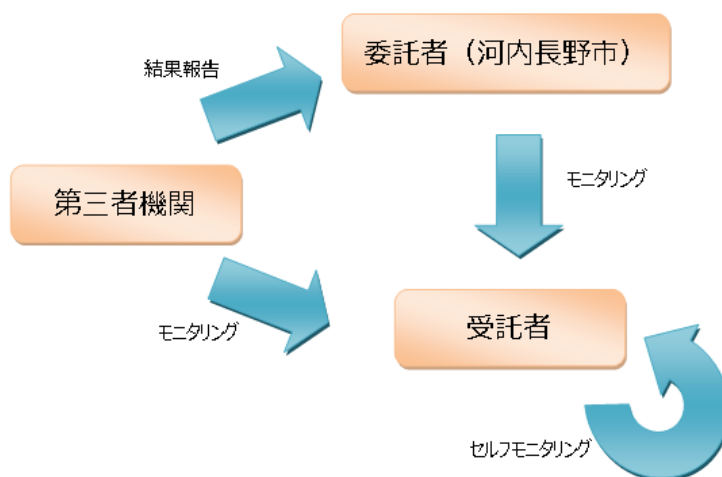 委託者（河内長野市）
結果報告
モニタリング
第三者機関
モニタリング
受託者
セルフモニタリング